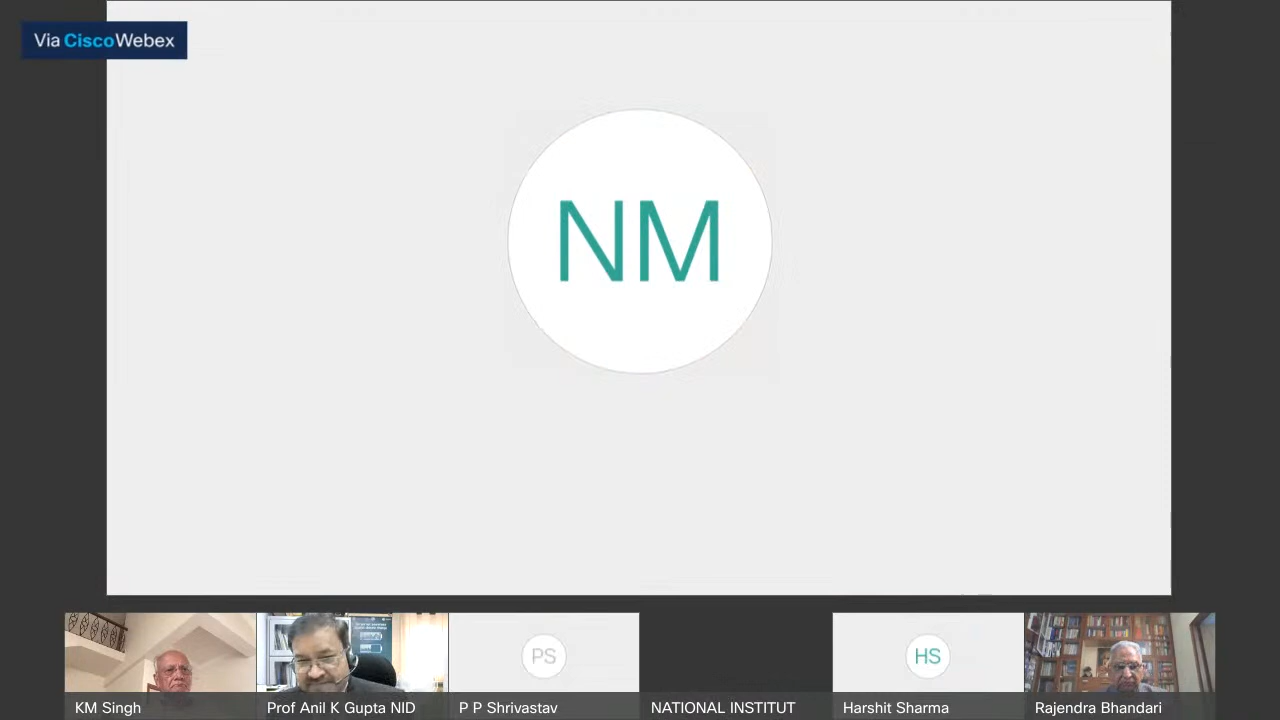 Via CiscoWebex
NM
PS
HS
KM Singh
Prof Anil K Gupta NID
P P Shrivastav
NATIONAL INSTITUT
Harshit Sharma
Rajendra Bhandari